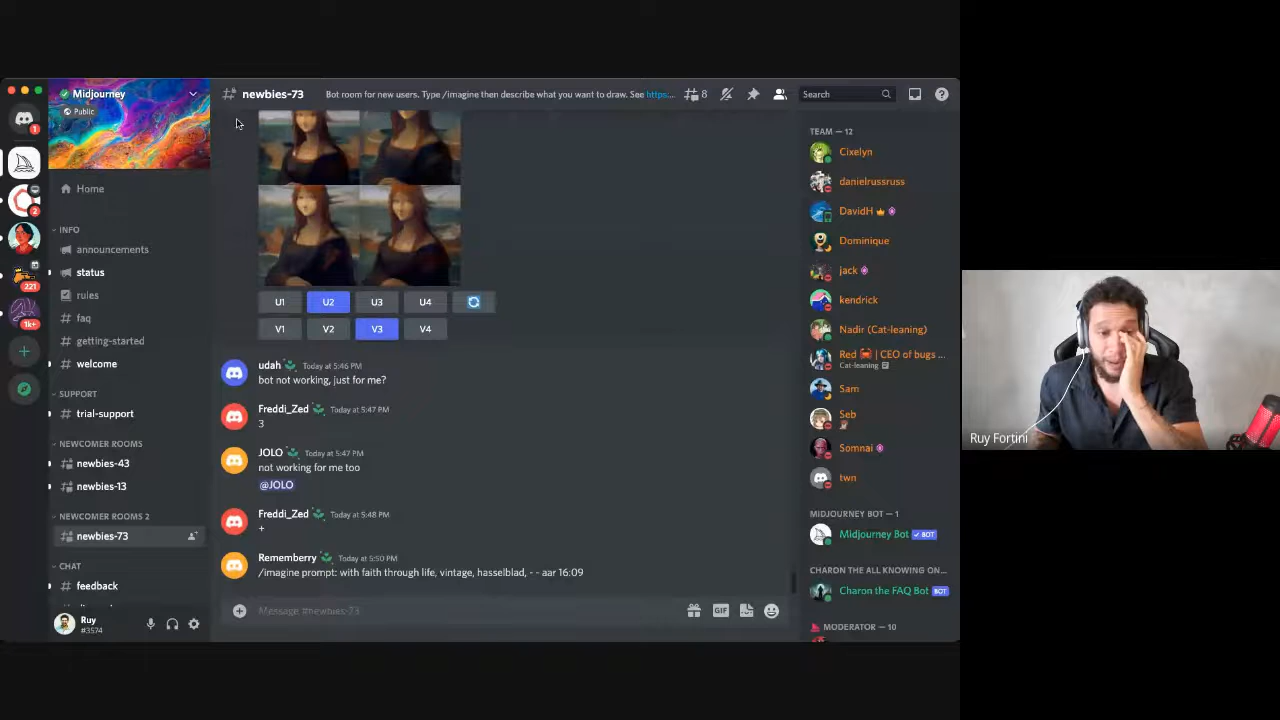 Midjourney
Public
Home
INFO
announcements
status
rules
faq
getting-started
welcome
SUPPORT
trial-support
NEWCOMER ROOMS
newbies-43
newbies-13
NEWCOMER ROOMS 2
newbies-73
CHAT
feedback
Ruy
#3574
1
2
221
1k+
newbies-73
Bot room for new users. Type /imagine then describe what you want to draw. See https:...
8
Search
U1 U2 U3 U4
V1 V2 V3 V4
udah Today at 5:46 PM
bot not working, just for me?
Freddi_Zed Today at 5:47 PM
3
JOLO Today at 5:47 PM
not working for me too
@JOLO
Freddi_Zed Today at 5:48 PM
+
Rememberry Today at 5:50 PM
/imagine prompt: with faith through life, vintage, hasselblad, - - aar 16:09
Message #newbies-73
GIF
TEAM — 12
Cixelyn
danielrussruss
DavidH
Dominique
jack
kendrick
Nadir (Cat-leaning)
Red | CEO of bugs ...
Cat-leaning
Sam
Seb
Somnai
twn
MIDJOURNEY BOT — 1
Midjourney Bot BOT
CHARON THE ALL KNOWING ON...
Charon the FAQ Bot BOT
MODERATOR — 10
Ruy Fortini